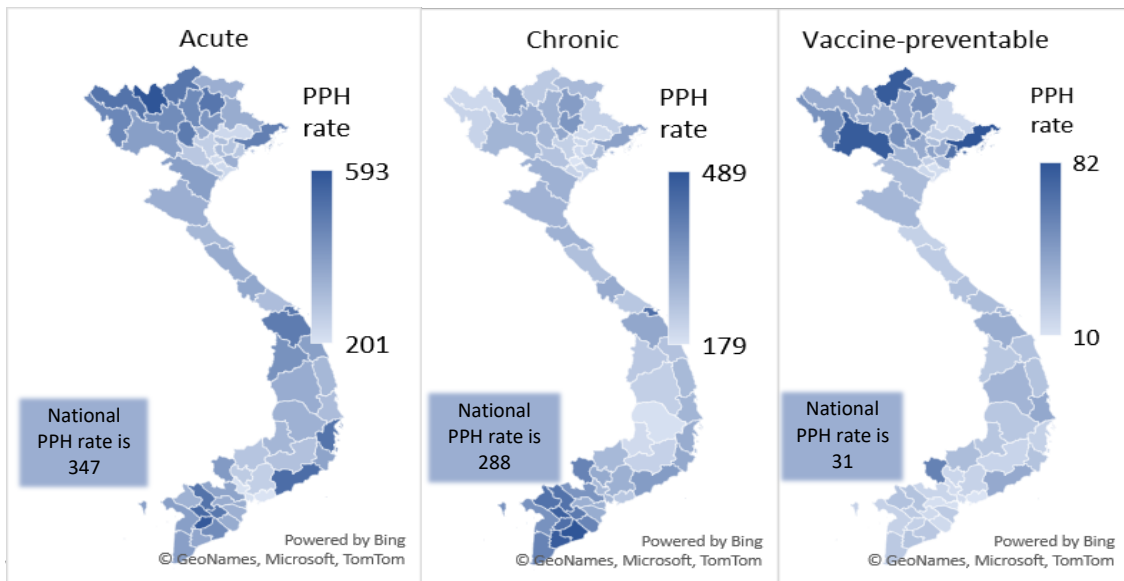 Acute
PPH
rate
593
201
National
PPH rate is
347
Powered by Bing
© GeoNames, Microsoft, TomTom
Chronic
PPH
rate
489
179
National
PPH rate is
288
Powered by Bing
© GeoNames, Microsoft, TomTom
Vaccine-preventable
PPH
rate
82
10
National
PPH rate is
31
Powered by Bing
© GeoNames, Microsoft, TomTom